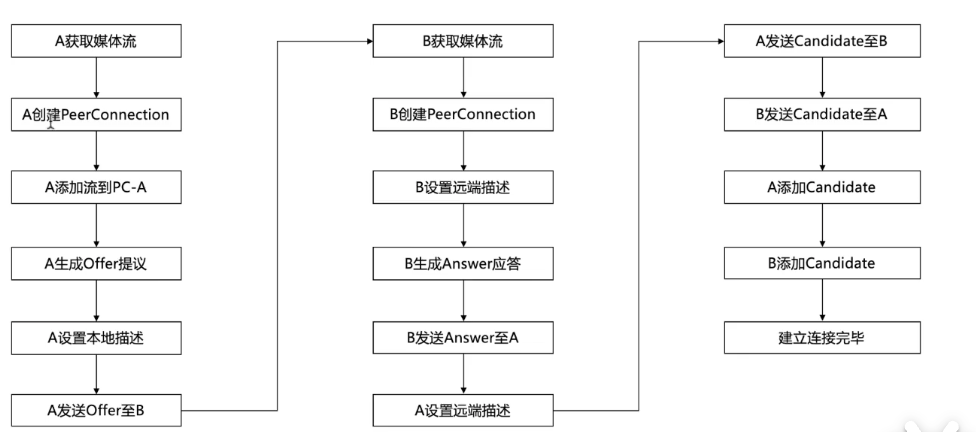 A获取媒体流
A创建PeerConnection
A添加流到PC-A
A生成Offer提议
A设置本地描述
A发送Offer至B
B获取媒体流
B创建PeerConnection
B设置远端描述
B生成Answer应答
B发送Answer至A
A设置远端描述
A发送Candidate至B
B发送Candidate至A
A添加Candidate
B添加Candidate
建立连接完毕